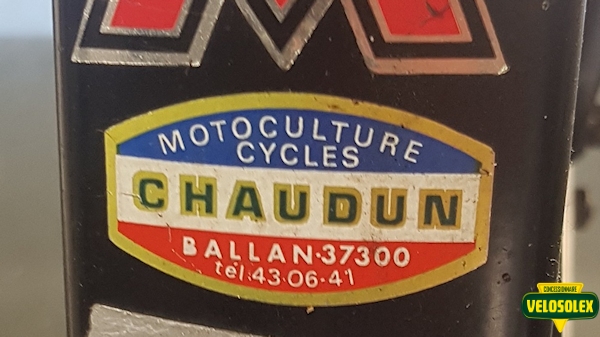 M
MOTOCULTURE
CYCLES
CHAUDUN
BALLAN-37300
tél:43-06-41
CONCESSIONNAIRE
VELOSOLEX